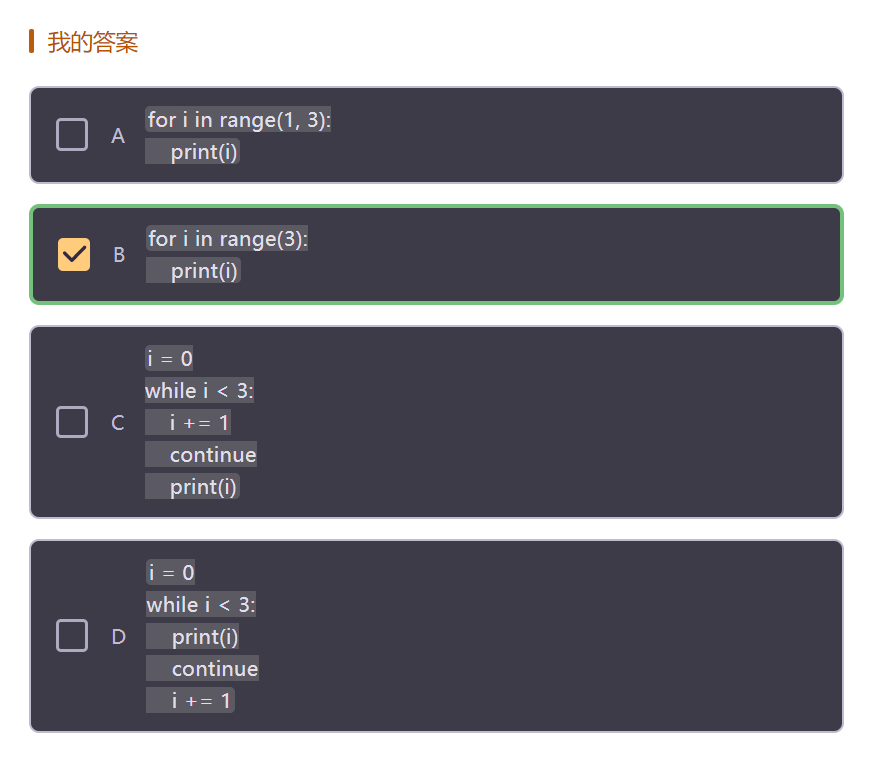 我的答案
A
for i in range(1, 3):
    print(i)
B
for i in range(3):
    print(i)
C
i = 0
while i < 3:
    i += 1
    continue
    print(i)
D
i = 0
while i < 3:
    print(i)
    continue
    i += 1